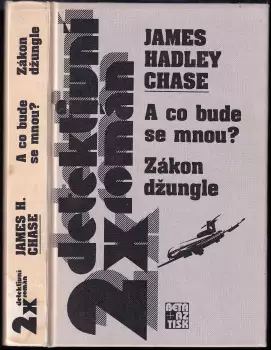 Zákon
džungle
A co bude
se mnou?
JAMES H.
CHASE
detektivní
román
2x
2x detektivní
román
JAMES
HADLEY
CHASE
A co bude
se mnou?
Zákon
džungle
BETA
AZ
TISK